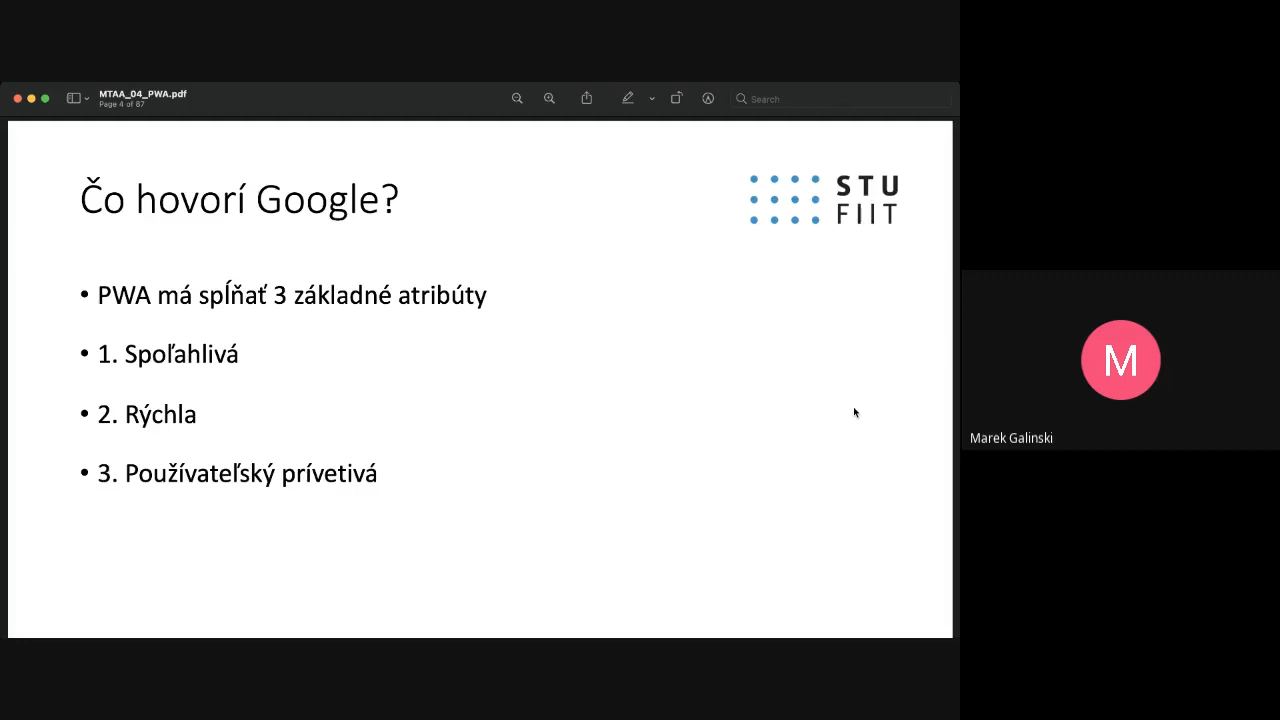 MTAA_04_PWA.pdf
Page 4 of 87
Search
Čo hovorí Google?
STU
FIIT
• PWA má spĺňať 3 základné atribúty
• 1. Spoľahlivá
• 2. Rýchla
• 3. Používateľský prívetivá
M
Marek Galinski